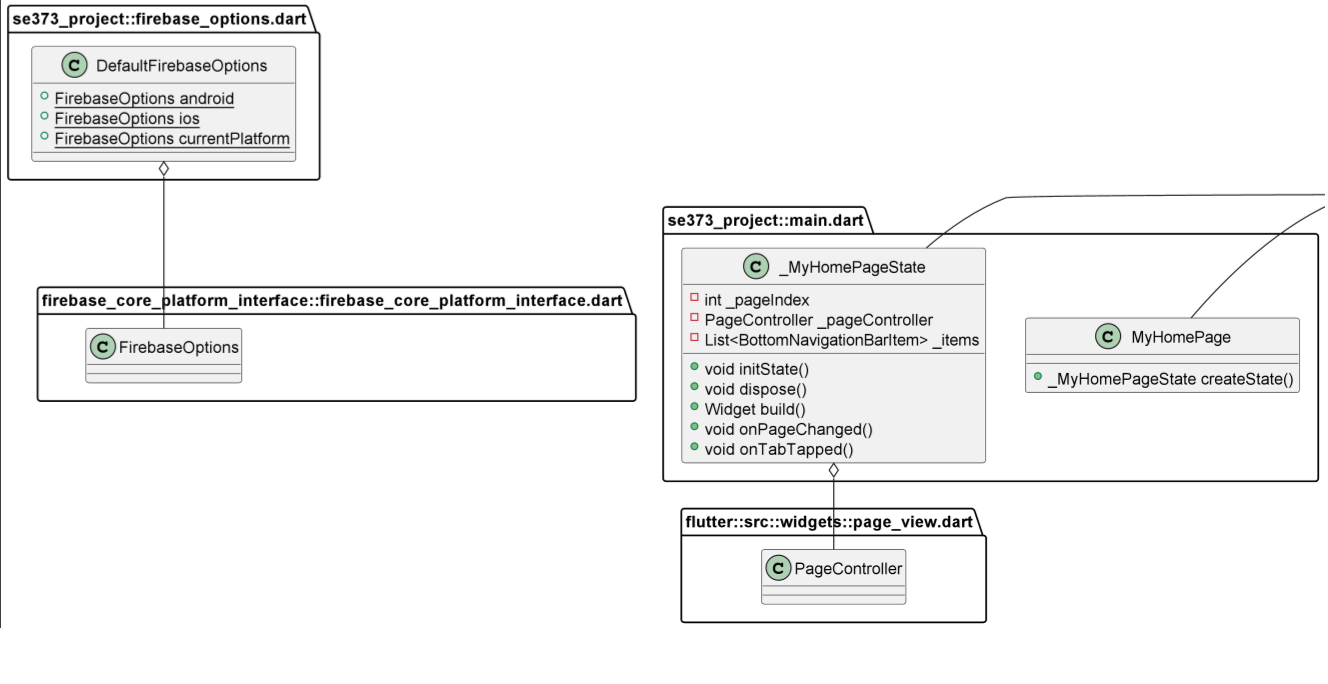 se373_project::firebase_options.dart
C DefaultFirebaseOptions
FirebaseOptions android
FirebaseOptions ios
FirebaseOptions currentPlatform
firebase_core_platform_interface::firebase_core_platform_interface.dart
C FirebaseOptions
se373_project::main.dart
C _MyHomePageState
int _pageIndex
PageController _pageController
List<BottomNavigationBarItem> _items
void initState()
void dispose()
Widget build()
void onPageChanged()
void onTabTapped()
C MyHomePage
_MyHomePageState createState()
flutter::src::widgets::page_view.dart
C PageController